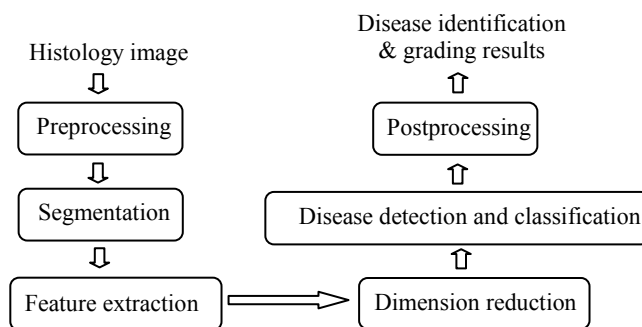 Histology image
Preprocessing
Segmentation
Feature extraction
Dimension reduction
Disease detection and classification
Postprocessing
Disease identification
& grading results